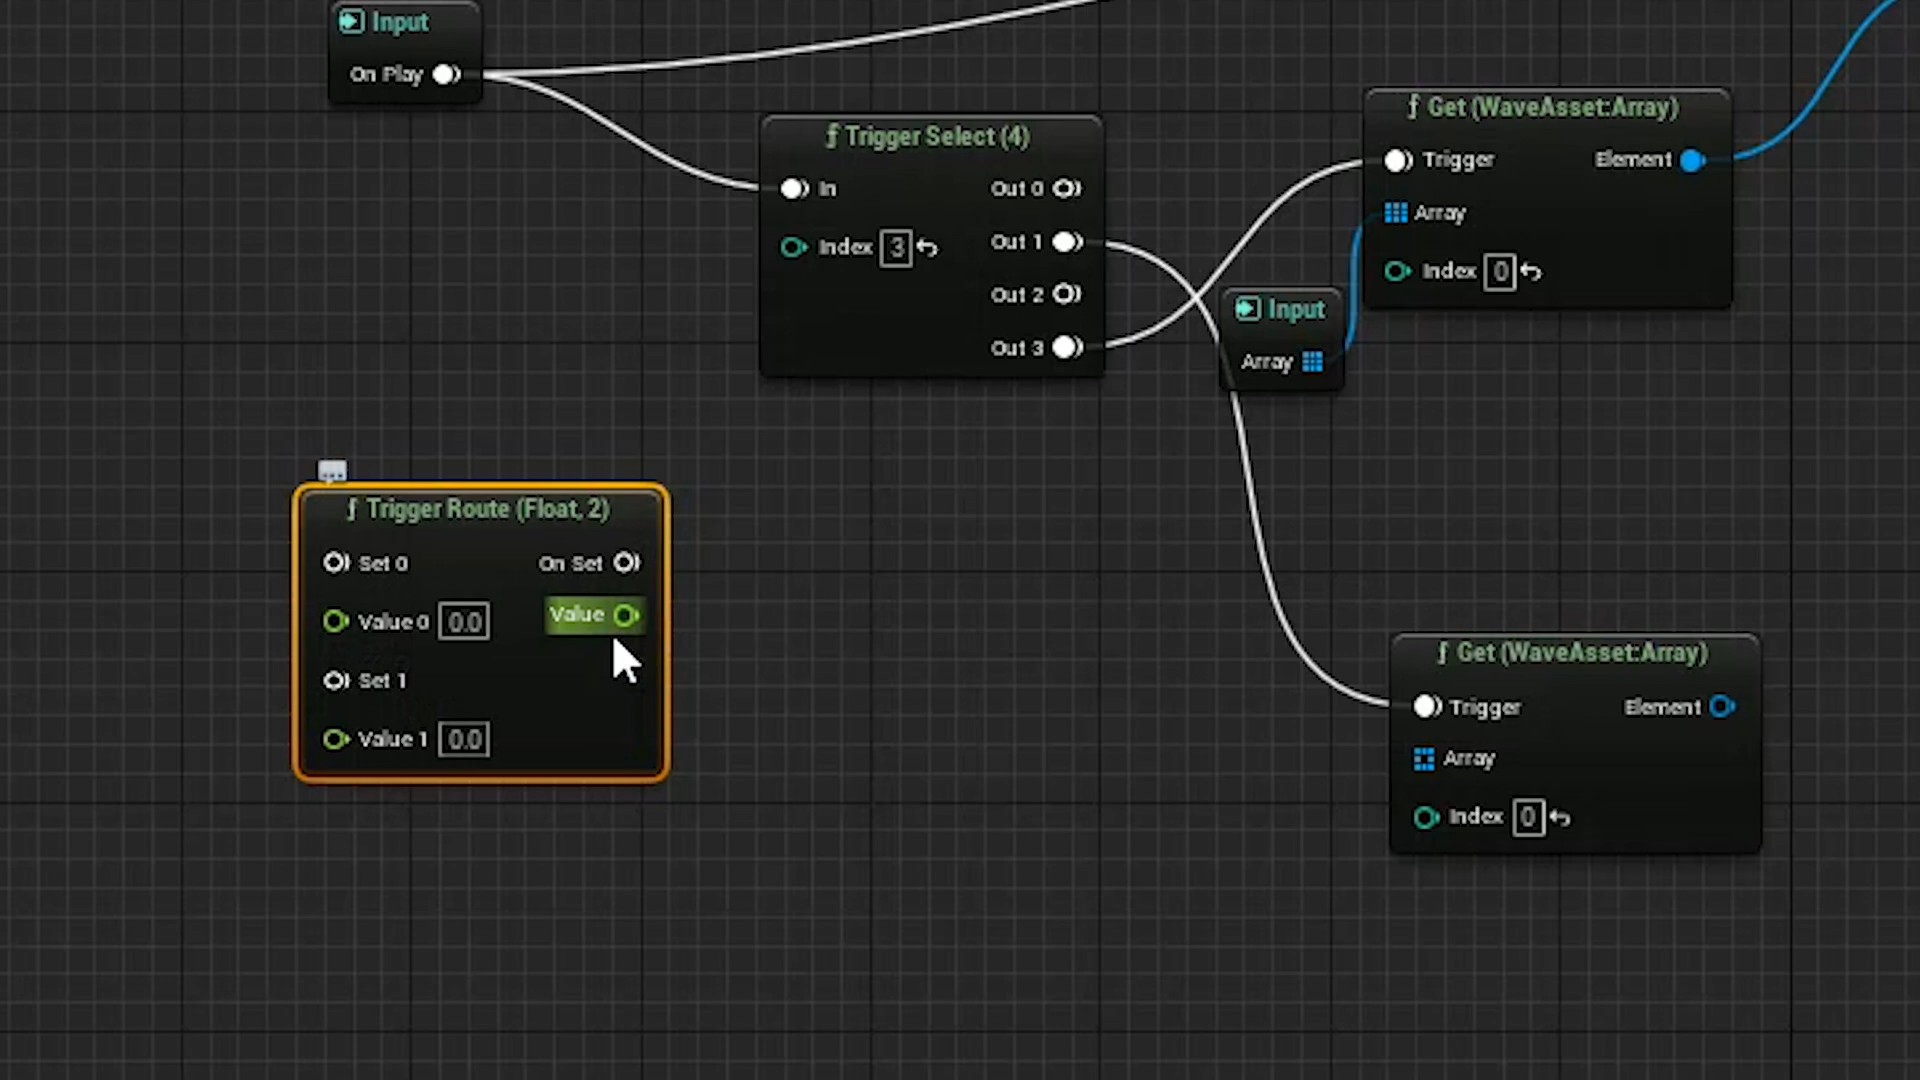 Input
On Play
ƒ Trigger Select (4)
In
Out 0
Index 3
Out 1
Out 2
Out 3
ƒ Get (WaveAsset:Array)
Trigger
Element
Array
Index 0
Input
Array
ƒ Trigger Route (Float, 2)
Set 0
On Set
Value 0 0.0
Value
Set 1
Value 1 0.0
ƒ Get (WaveAsset:Array)
Trigger
Element
Array
Index 0